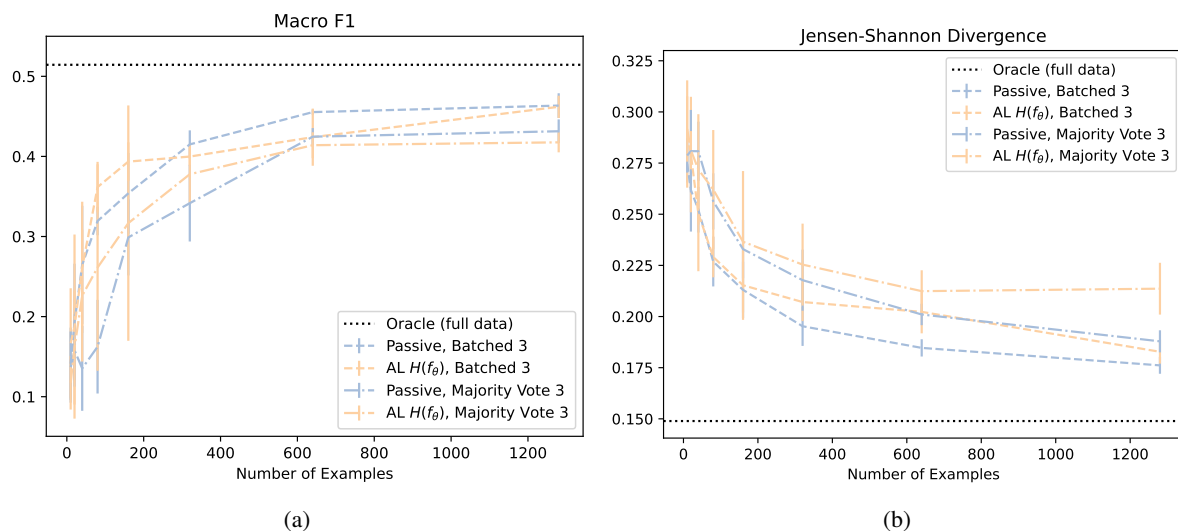 Macro F1
0.5
0.4
0.3
0.2
0.1
Oracle (full data)
Passive, Batched 3
AL H(fθ), Batched 3
Passive, Majority Vote 3
AL H(fθ), Majority Vote 3
0 200 400 600 800 1000 1200
Number of Examples
(a)
Jensen-Shannon Divergence
0.325
0.300
0.275
0.250
0.225
0.200
0.175
0.150
Oracle (full data)
Passive, Batched 3
AL H(fθ), Batched 3
Passive, Majority Vote 3
AL H(fθ), Majority Vote 3
0 200 400 600 800 1000 1200
Number of Examples
(b)